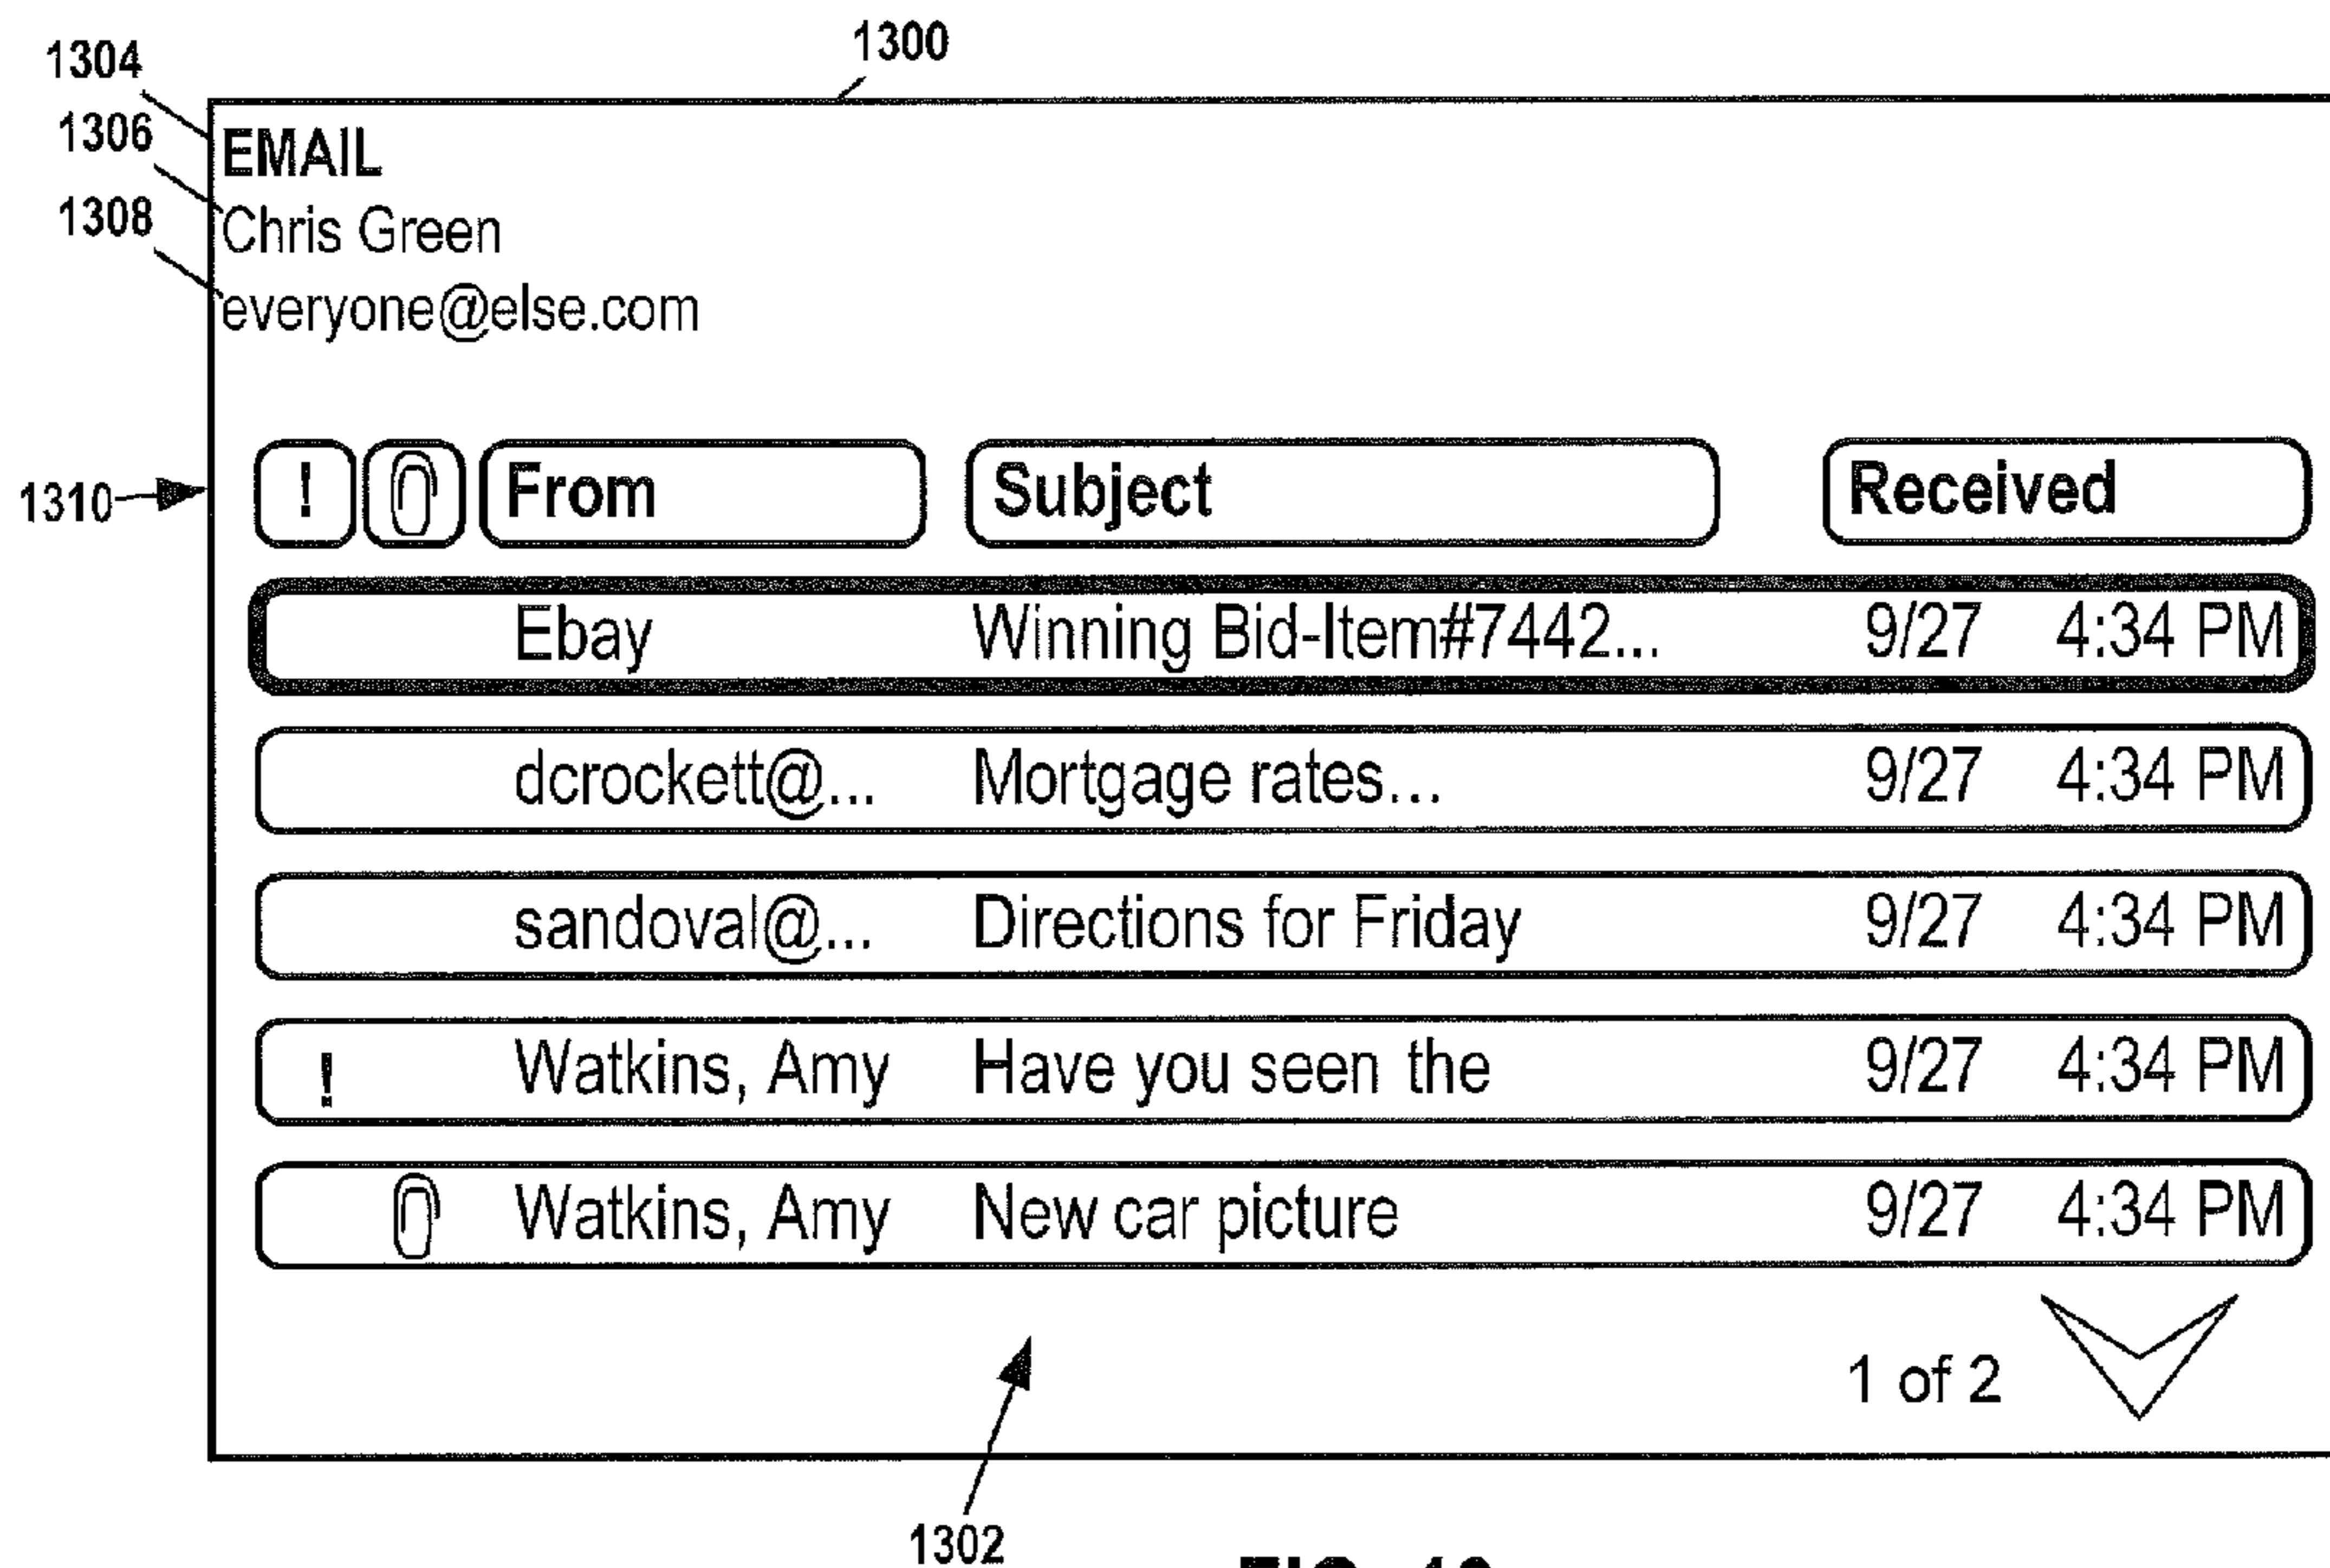 1300
1304
1306
1308
EMAIL
Chris Green
everyone@else.com
1310
! From Subject Received
Ebay Winning Bid-Item#7442... 9/27 4:34 PM
dcrockett@... Mortgage rates... 9/27 4:34 PM
sandoval@... Directions for Friday 9/27 4:34 PM
! Watkins, Amy Have you seen the 9/27 4:34 PM
Watkins, Amy New car picture 9/27 4:34 PM
1 of 2
1302